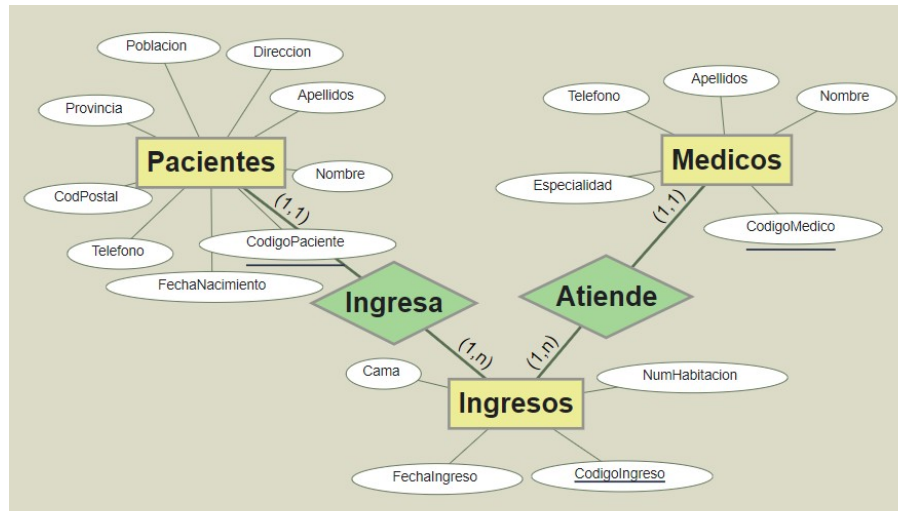 Poblacion
Direccion
Provincia
Apellidos
Pacientes
Nombre
CodPostal
(1,1)
Telefono
CodigoPaciente
FechaNacimiento
Ingresa
(1,n)
Apellidos
Telefono
Nombre
Medicos
Especialidad
(1,1)
CodigoMedico
Atiende
(1,n)
Cama
NumHabitacion
Ingresos
FechaIngreso
CodigoIngreso